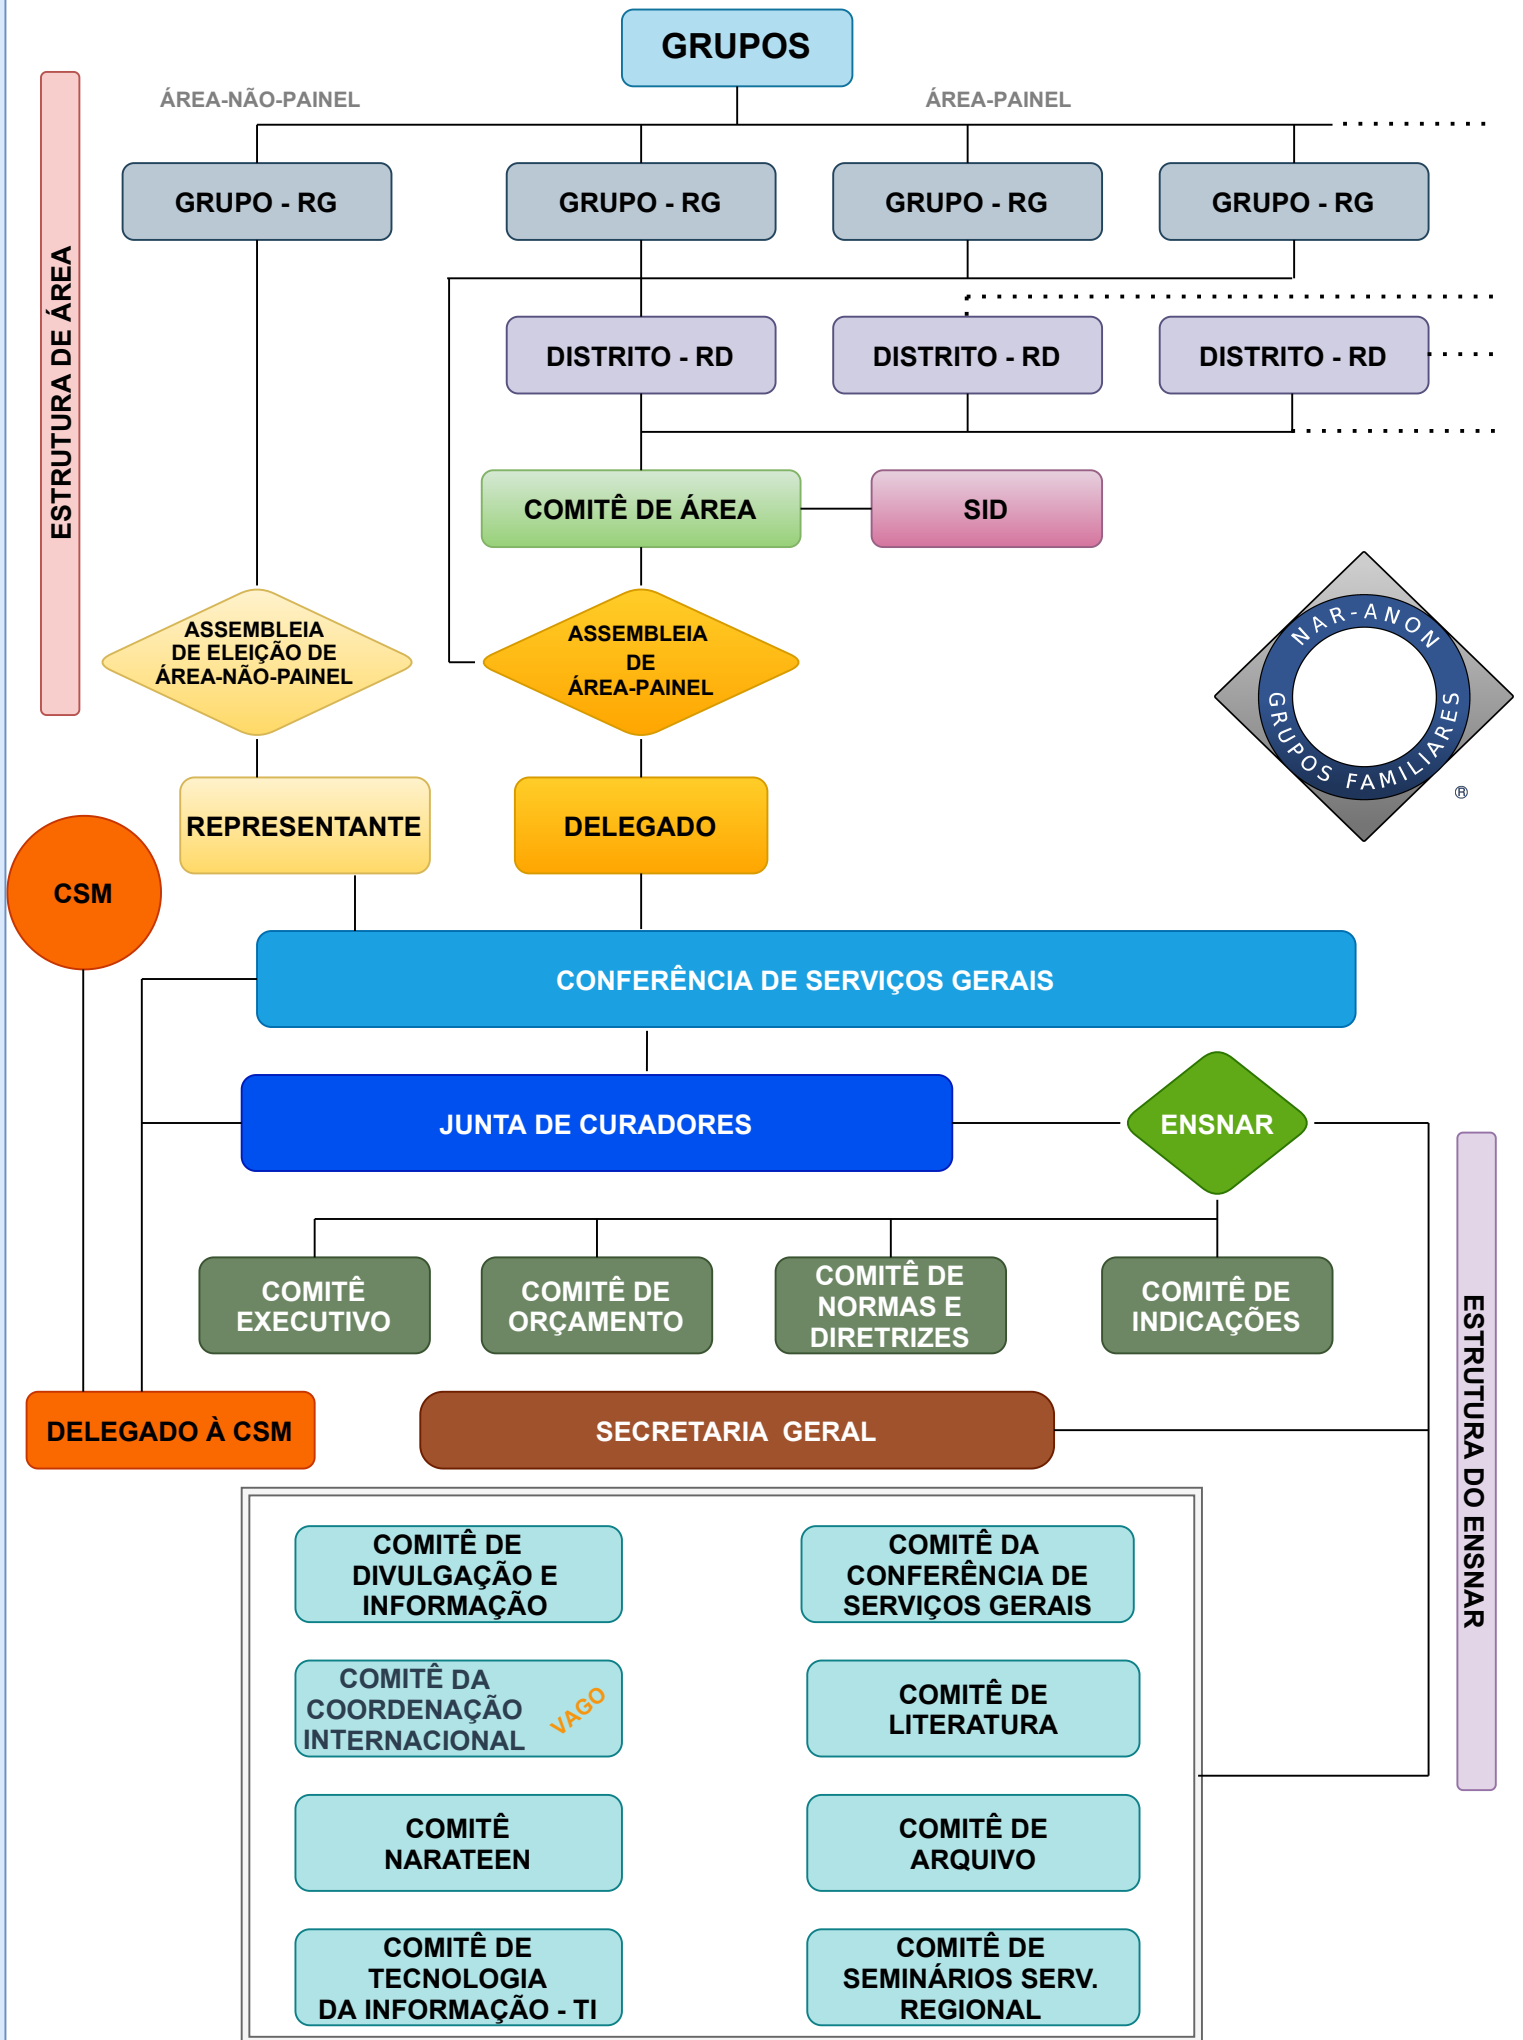 GRUPOS
ÁREA-NÃO-PAINEL
ÁREA-PAINEL
GRUPO - RG
GRUPO - RG
GRUPO - RG
GRUPO - RG
ESTRUTURA DE ÁREA
DISTRITO - RD
DISTRITO - RD
DISTRITO - RD
COMITÊ DE ÁREA
SID
ASSEMBLEIA
DE ELEIÇÃO DE
ÁREA-NÃO-PAINEL
ASSEMBLEIA
DE
ÁREA-PAINEL
NAR-ANON
GRUPOS FAMILIARES
®
REPRESENTANTE
DELEGADO
CSM
CONFERÊNCIA DE SERVIÇOS GERAIS
JUNTA DE CURADORES
ENSNAR
COMITÊ
EXECUTIVO
COMITÊ DE
ORÇAMENTO
COMITÊ DE
NORMAS E
DIRETRIZES
COMITÊ DE
INDICAÇÕES
ESTRUTURA DO ENSNAR
DELEGADO À CSM
SECRETARIA GERAL
COMITÊ DE
DIVULGAÇÃO E
INFORMAÇÃO
COMITÊ DA
CONFERÊNCIA DE
SERVIÇOS GERAIS
COMITÊ DA
COORDENAÇÃO
INTERNACIONAL
VAGO
COMITÊ DE
LITERATURA
COMITÊ
NARATEEN
COMITÊ DE
ARQUIVO
COMITÊ DE
TECNOLOGIA
DA INFORMAÇÃO - TI
COMITÊ DE
SEMINÁRIOS SERV.
REGIONAL